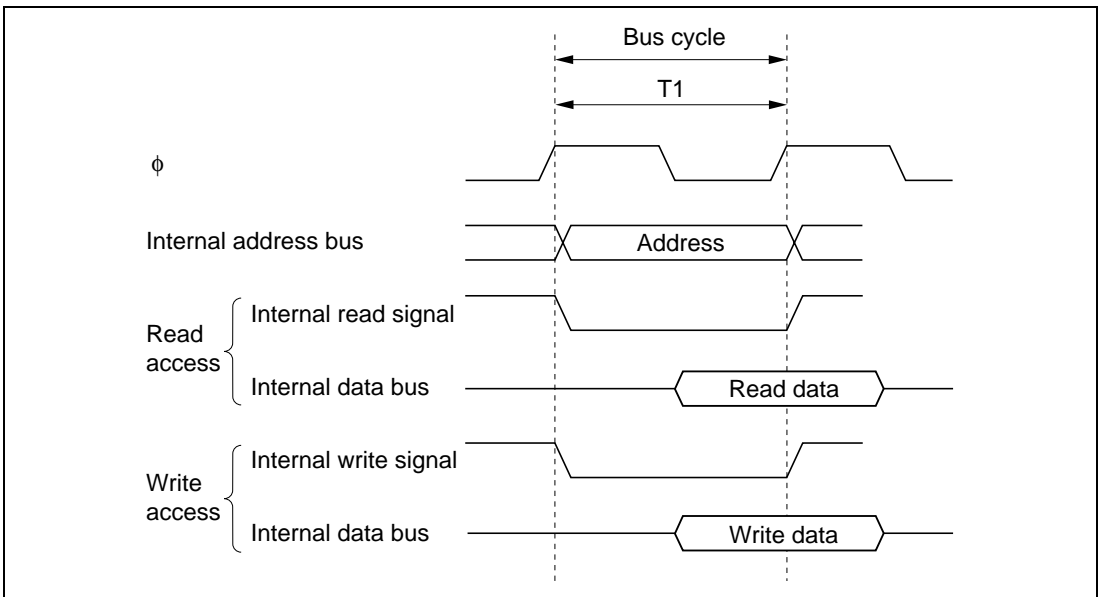 Bus cycle
T1
ϕ
Internal address bus
Address
Read
access
Internal read signal
Internal data bus
Read data
Write
access
Internal write signal
Internal data bus
Write data